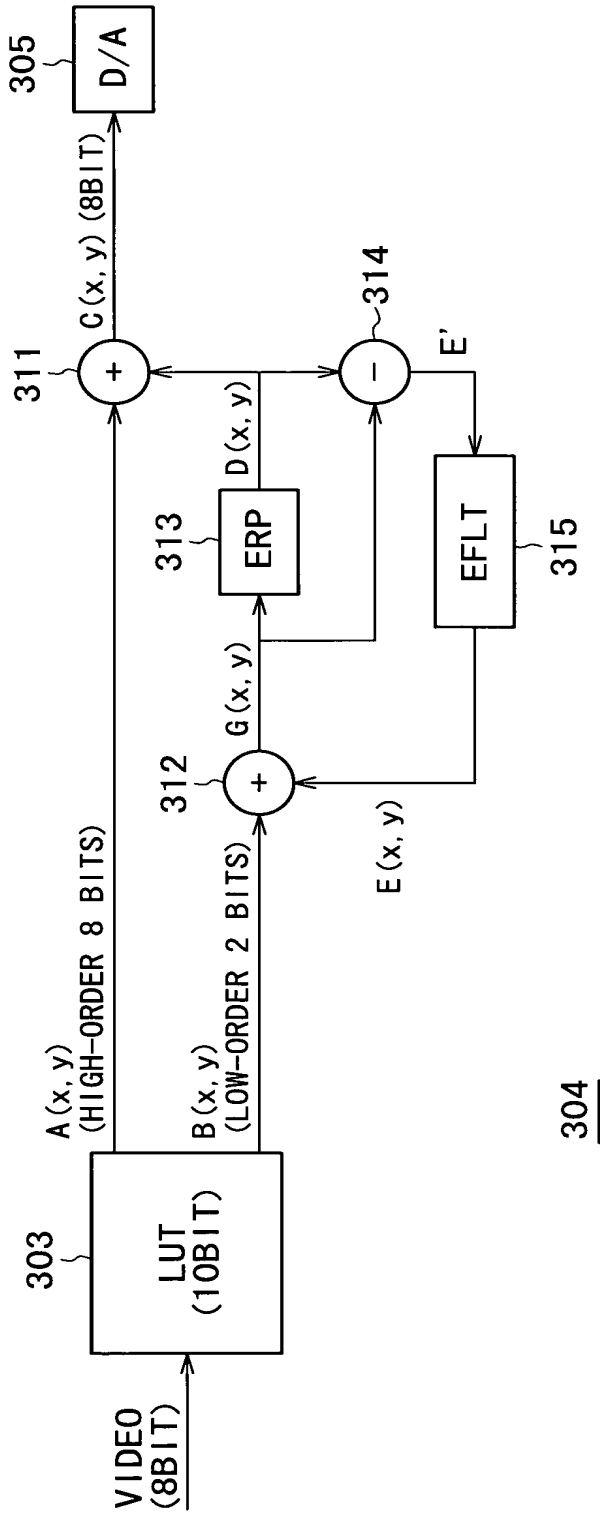 VIDEO
(8BIT)
303
LUT
(10BIT)
A(x, y)
(HIGH-ORDER 8 BITS)
B(x, y)
(LOW-ORDER 2 BITS)
312
+
G(x, y)
E(x, y)
313
ERP
D(x, y)
311
+
C(x, y) (8BIT)
305
D/A
314
-
E'
EFLT
315
304